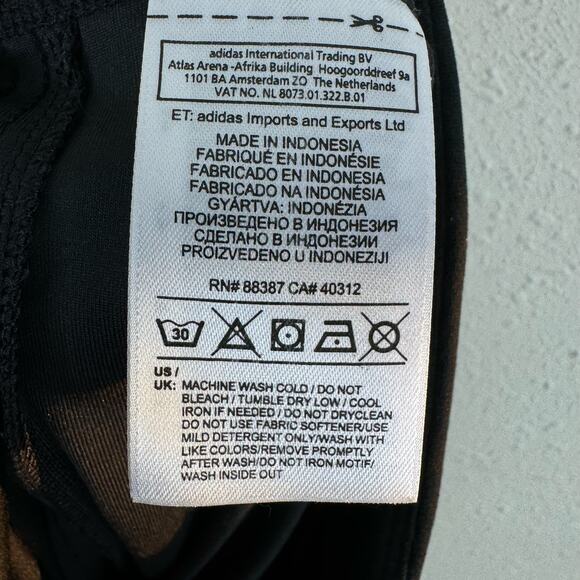 adidas International Trading BV
Atlas Arena -Afrika Building Hoogoorddreef 9a
1101 BA Amsterdam ZO The Netherlands
VAT NO. NL 8073.01.322.B.01
ET: adidas Imports and Exports Ltd
MADE IN INDONESIA
FABRIQUÉ EN INDONÉSIE
FABRICADO EN INDONESIA
FABRICADO NA INDONÉSIA
GYÁRTVA: INDONÉZIA
ПРОИЗВЕДЕНО В ИНДОНЕЗИЯ
СДЕЛАНО В ИНДОНЕЗИИ
PROIZVEDENO U INDONEZIJI
RN# 88387 CA# 40312
30
US /
UK: MACHINE WASH COLD / DO NOT
BLEACH / TUMBLE DRY LOW / COOL
IRON IF NEEDED / DO NOT DRYCLEAN
DO NOT USE FABRIC SOFTENER/USE
MILD DETERGENT ONLY/WASH WITH
LIKE COLORS/REMOVE PROMPTLY
AFTER WASH/DO NOT IRON MOTIF/
WASH INSIDE OUT